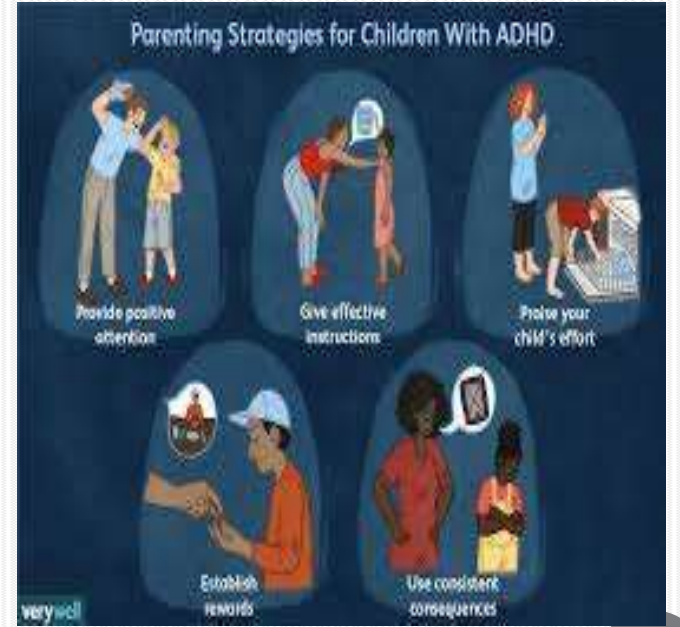 Parenting Strategies for Children With ADHD
Provide positive
attention
Give effective
instructions
Praise your
child's effort
Establish
rewards
Use consistent
consequences
verywell